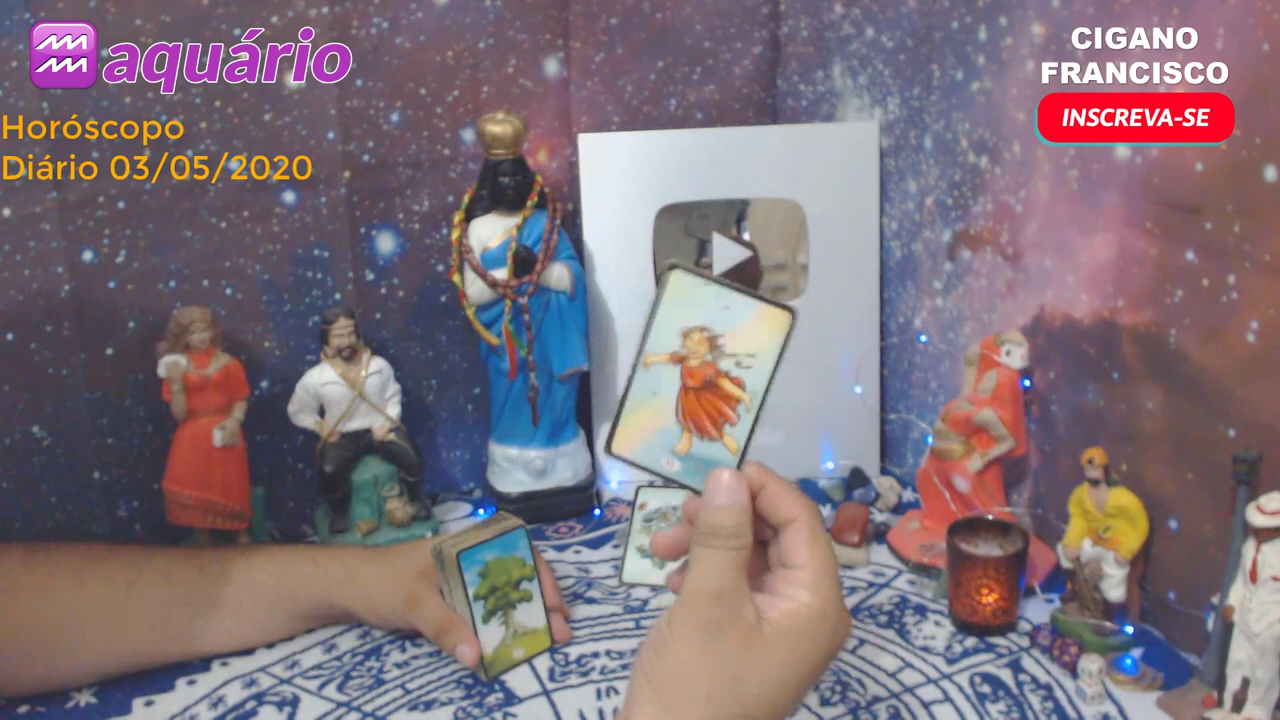 aquário
Horóscopo
Diário 03/05/2020
CIGANO
FRANCISCO
INSCREVA-SE